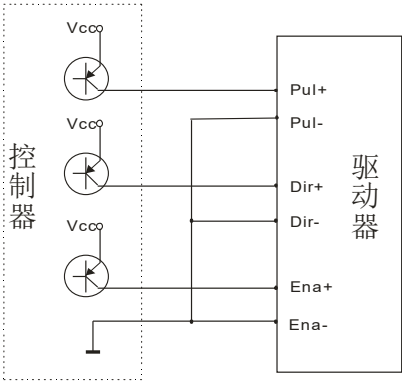 Vcc
Pul+
Pul-
Vcc
控制器
驱动器
Dir+
Dir-
Vcc
Ena+
Ena-